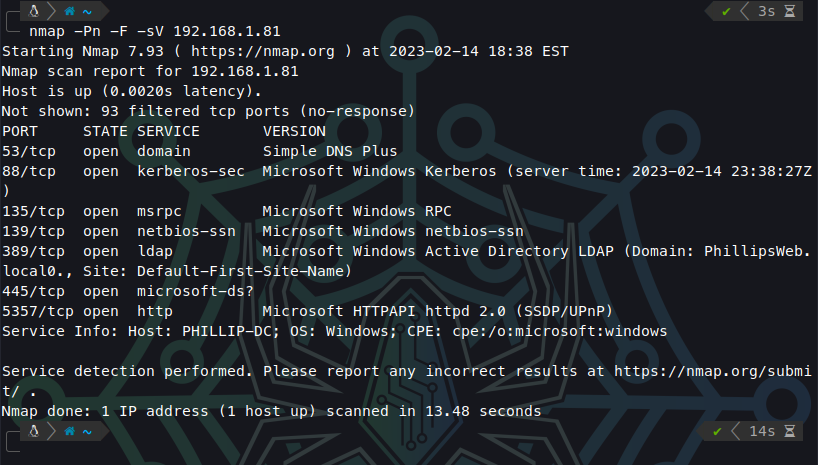 ~ 3s
nmap -Pn -F -sV 192.168.1.81
Starting Nmap 7.93 ( https://nmap.org ) at 2023-02-14 18:38 EST
Nmap scan report for 192.168.1.81
Host is up (0.0020s latency).
Not shown: 93 filtered tcp ports (no-response)
PORT     STATE SERVICE       VERSION
53/tcp   open  domain        Simple DNS Plus
88/tcp   open  kerberos-sec  Microsoft Windows Kerberos (server time: 2023-02-14 23:38:27Z
)
135/tcp  open  msrpc         Microsoft Windows RPC
139/tcp  open  netbios-ssn   Microsoft Windows netbios-ssn
389/tcp  open  ldap          Microsoft Windows Active Directory LDAP (Domain: PhillipsWeb.
local0., Site: Default-First-Site-Name)
445/tcp  open  microsoft-ds?
5357/tcp open  http          Microsoft HTTPAPI httpd 2.0 (SSDP/UPnP)
Service Info: Host: PHILLIP-DC; OS: Windows; CPE: cpe:/o:microsoft:windows
Service detection performed. Please report any incorrect results at https://nmap.org/submi
t/ .
Nmap done: 1 IP address (1 host up) scanned in 13.48 seconds
~ 14s